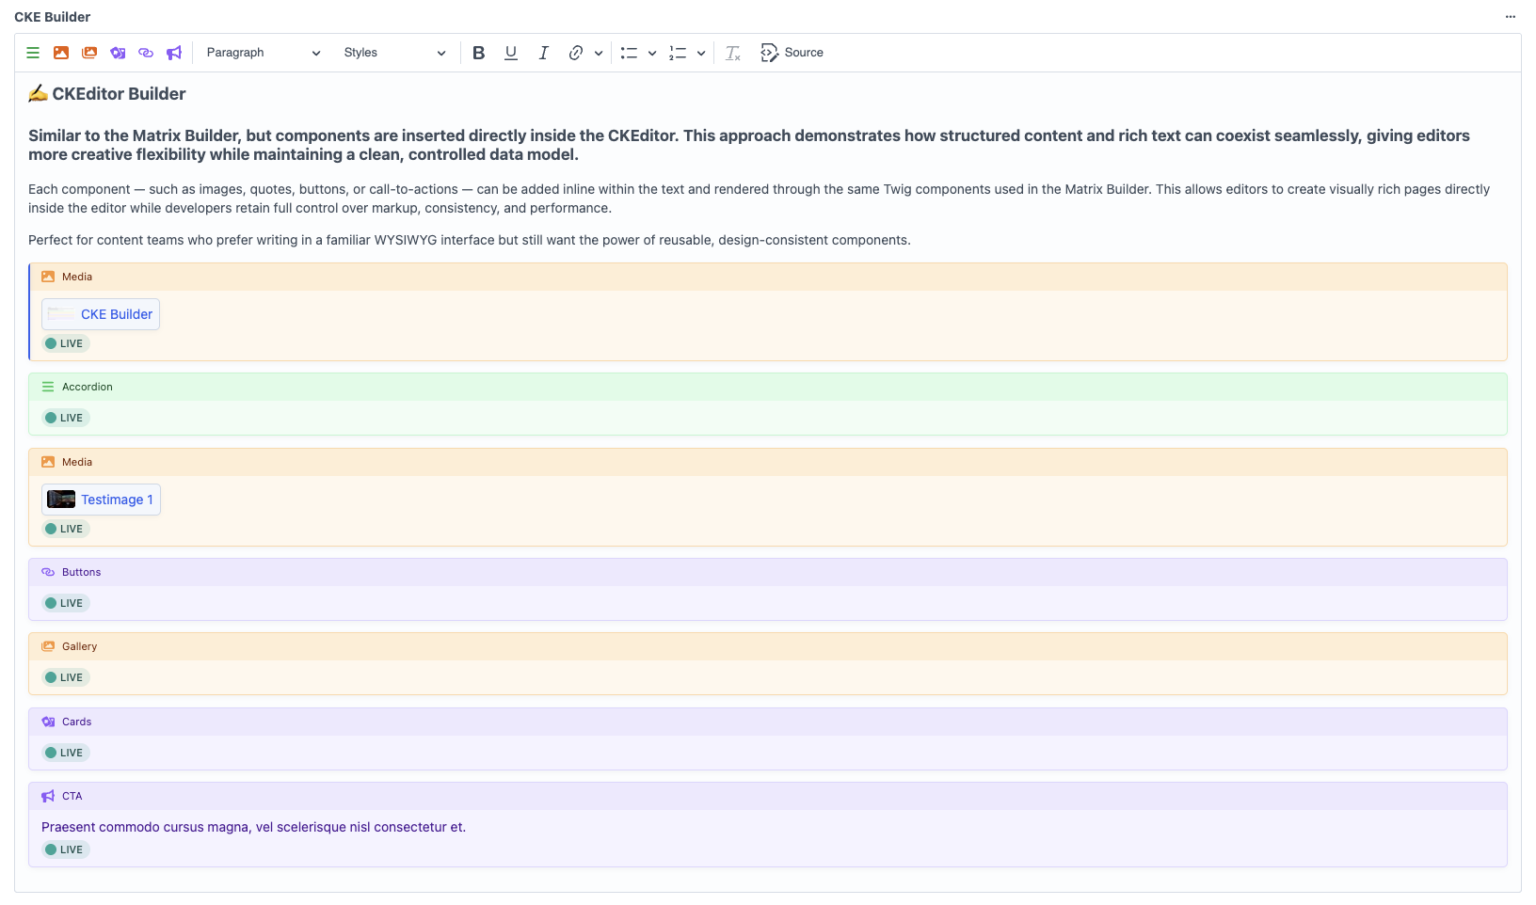 CKE Builder
Paragraph Styles B U I Source
✍️ CKEditor Builder
Similar to the Matrix Builder, but components are inserted directly inside the CKEditor. This approach demonstrates how structured content and rich text can coexist seamlessly, giving editors
more creative flexibility while maintaining a clean, controlled data model.
Each component — such as images, quotes, buttons, or call-to-actions — can be added inline within the text and rendered through the same Twig components used in the Matrix Builder. This allows editors to create visually rich pages directly
inside the editor while developers retain full control over markup, consistency, and performance.
Perfect for content teams who prefer writing in a familiar WYSIWYG interface but still want the power of reusable, design-consistent components.
Media
CKE Builder
LIVE
Accordion
LIVE
Media
Testimage 1
LIVE
Buttons
LIVE
Gallery
LIVE
Cards
LIVE
CTA
Praesent commodo cursus magna, vel scelerisque nisl consectetur et.
LIVE